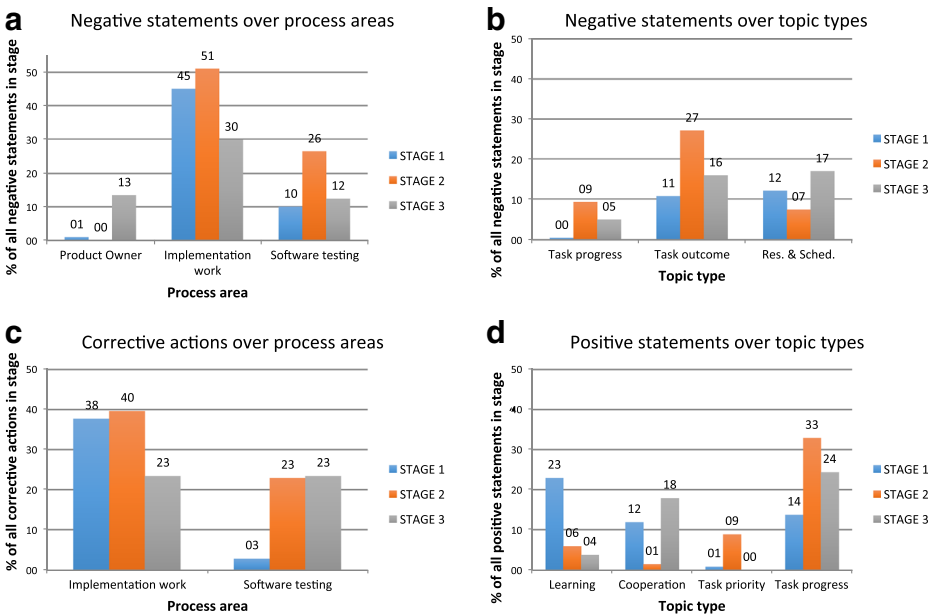 a
Negative statements over process areas
% of all negative statements in stage
50
40
30
20
10
00
01
00
13
45
51
30
10
26
12
Product Owner
Implementation
work
Software testing
Process area
STAGE 1
STAGE 2
STAGE 3
b
Negative statements over topic types
% of all negative statements in stage
50
40
30
20
10
00
00
09
05
11
27
16
12
07
17
Task progress
Task outcome
Res. & Sched.
Topic type
STAGE 1
STAGE 2
STAGE 3
c
Corrective actions over process areas
% of all corrective actions in stage
50
40
30
20
10
00
38
40
23
03
23
23
Implementation work
Software testing
Process area
STAGE 1
STAGE 2
STAGE 3
d
Positive statements over topic types
% of all positive statements in stage
50
40
30
20
10
00
23
06
04
12
01
18
01
09
00
14
33
24
Learning
Cooperation
Task priority
Task progress
Topic type
STAGE 1
STAGE 2
STAGE 3